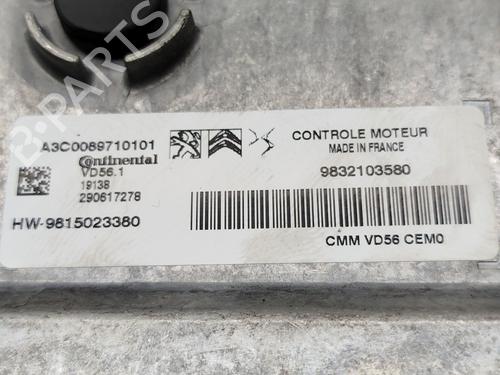 A3C0089710101
Continental
VD56.1
19138
290617278
HW-9815023380
CONTROLE MOTEUR
MADE IN FRANCE
9832103580
CMM VD56 CEM0
B-PARTS